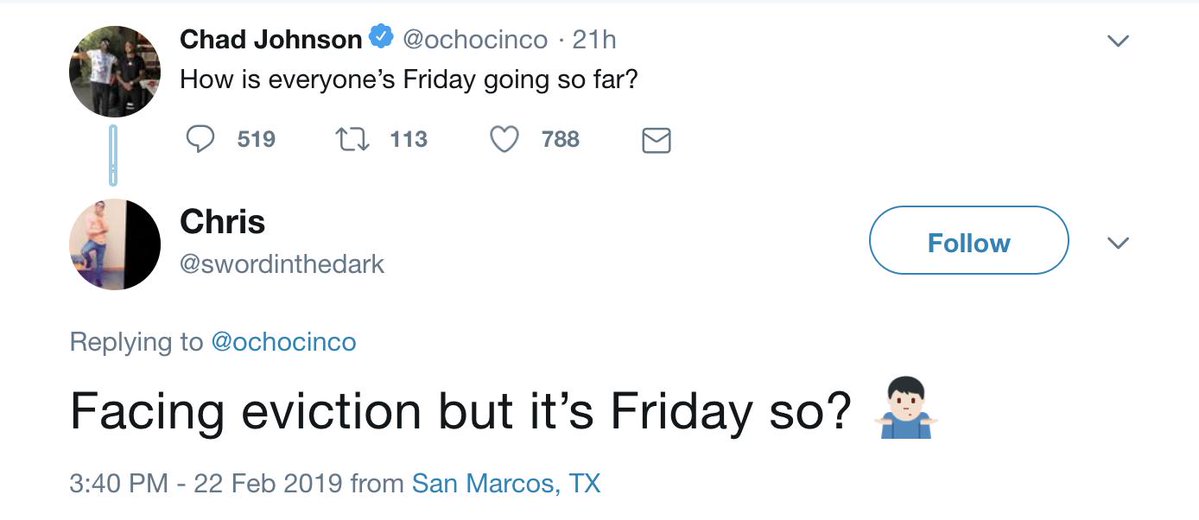 Chad Johnson @ochocinco · 21h
How is everyone’s Friday going so far?
519 113 788
Chris
@swordinthedark
Follow
Replying to @ochocinco
Facing eviction but it’s Friday so? 🤷🏻‍♂️
3:40 PM - 22 Feb 2019 from San Marcos, TX